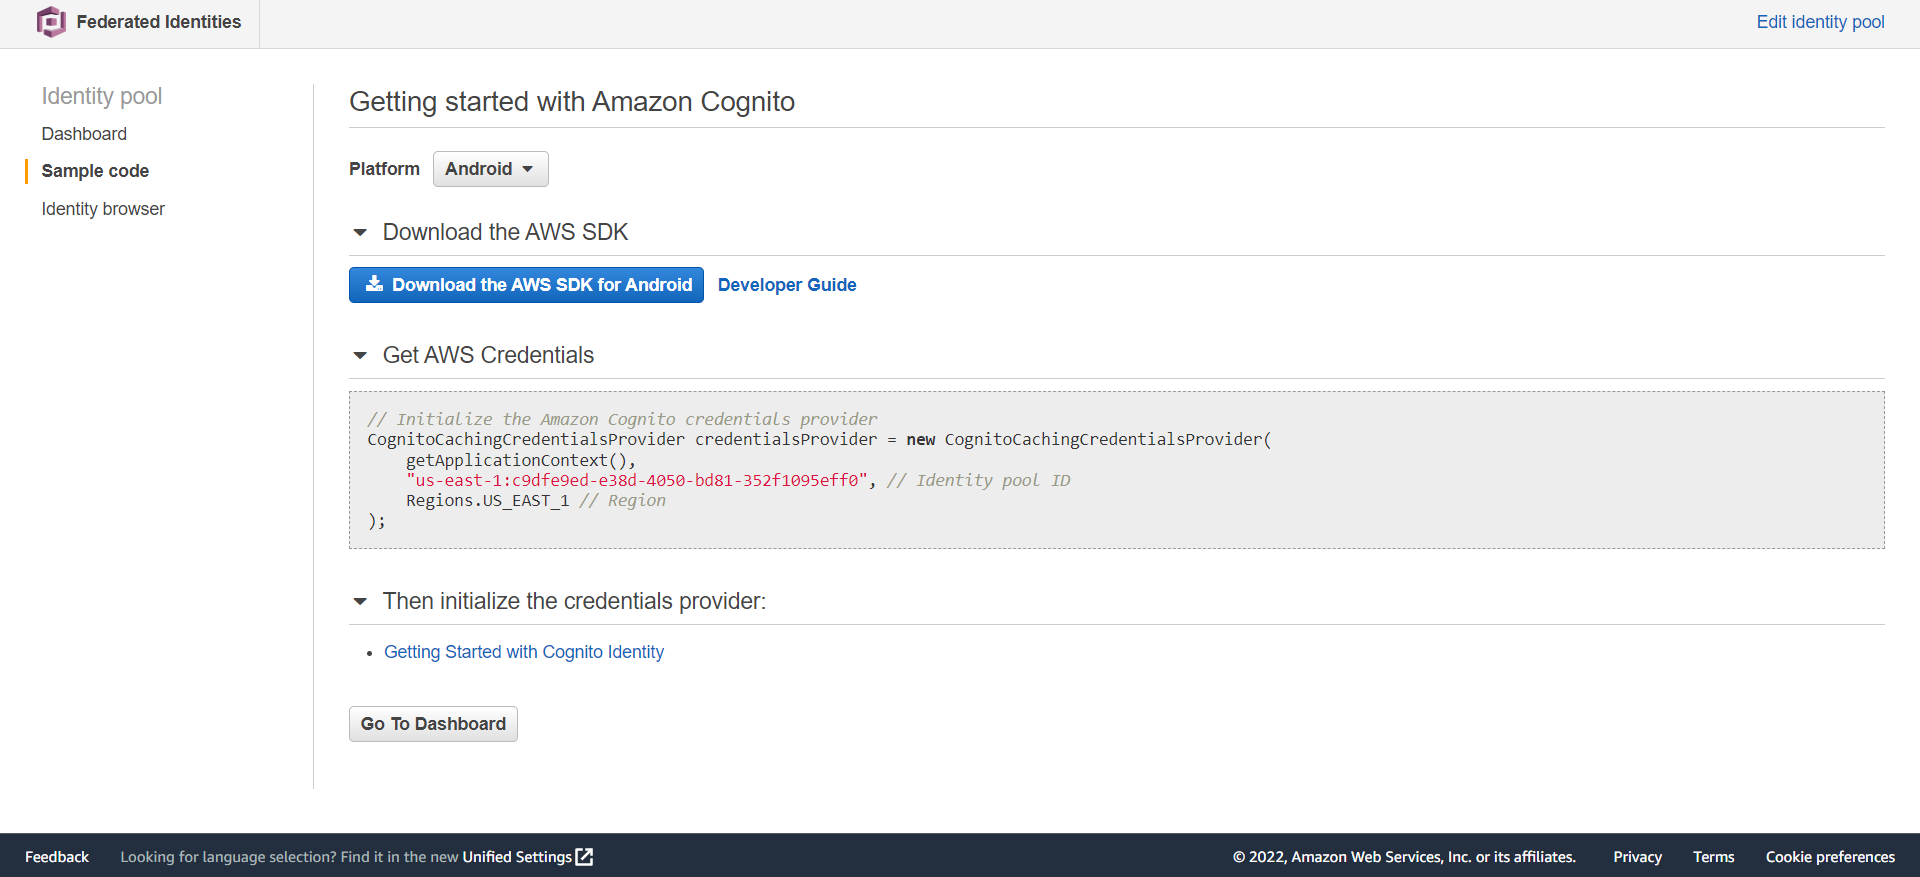 Federated Identities
Edit identity pool
Identity pool
Dashboard
Sample code
Identity browser
Getting started with Amazon Cognito
Platform Android
Download the AWS SDK
Download the AWS SDK for Android Developer Guide
Get AWS Credentials
// Initialize the Amazon Cognito credentials provider
CognitoCachingCredentialsProvider credentialsProvider = new CognitoCachingCredentialsProvider(
getApplicationContext(),
"us-east-1:c9dfe9ed-e38d-4050-bd81-352f1095eff0", // Identity pool ID
Regions.US_EAST_1 // Region
);
Then initialize the credentials provider:
• Getting Started with Cognito Identity
Go To Dashboard
Feedback Looking for language selection? Find it in the new Unified Settings © 2022, Amazon Web Services, Inc. or its affiliates. Privacy Terms Cookie preferences